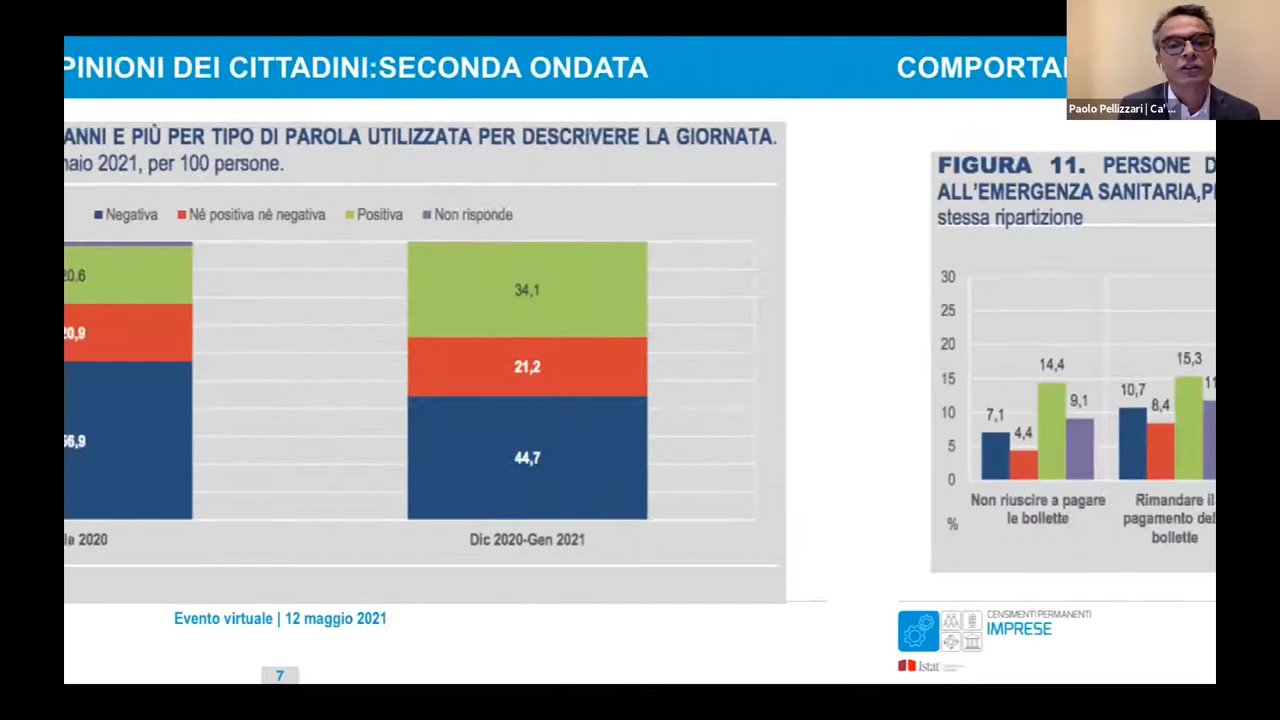 PINIONI DEI CITTADINI:SECONDA ONDATA
ANNI E PIÙ PER TIPO DI PAROLA UTILIZZATA PER DESCRIVERE LA GIORNATA.
naio 2021, per 100 persone.
Negativa Né positiva né negativa Positiva Non risponde
20,6
20,9
56,9
34,1
21,2
44,7
le 2020
Dic 2020-Gen 2021
Evento virtuale | 12 maggio 2021
7
COMPORTA
Paolo Pellizzari | Ca' ...
FIGURA 11. PERSONE D
ALL'EMERGENZA SANITARIA,P
stessa ripartizione
30
25
20
15
10
5
0
%
7,1
4,4
14,4
9,1
10,7
8,4
15,3
11
Non riuscire a pagare
le bollette
Rimandare il
pagamento del
bollette
CENSIMENTI PERMANENTI
IMPRESE
Istat